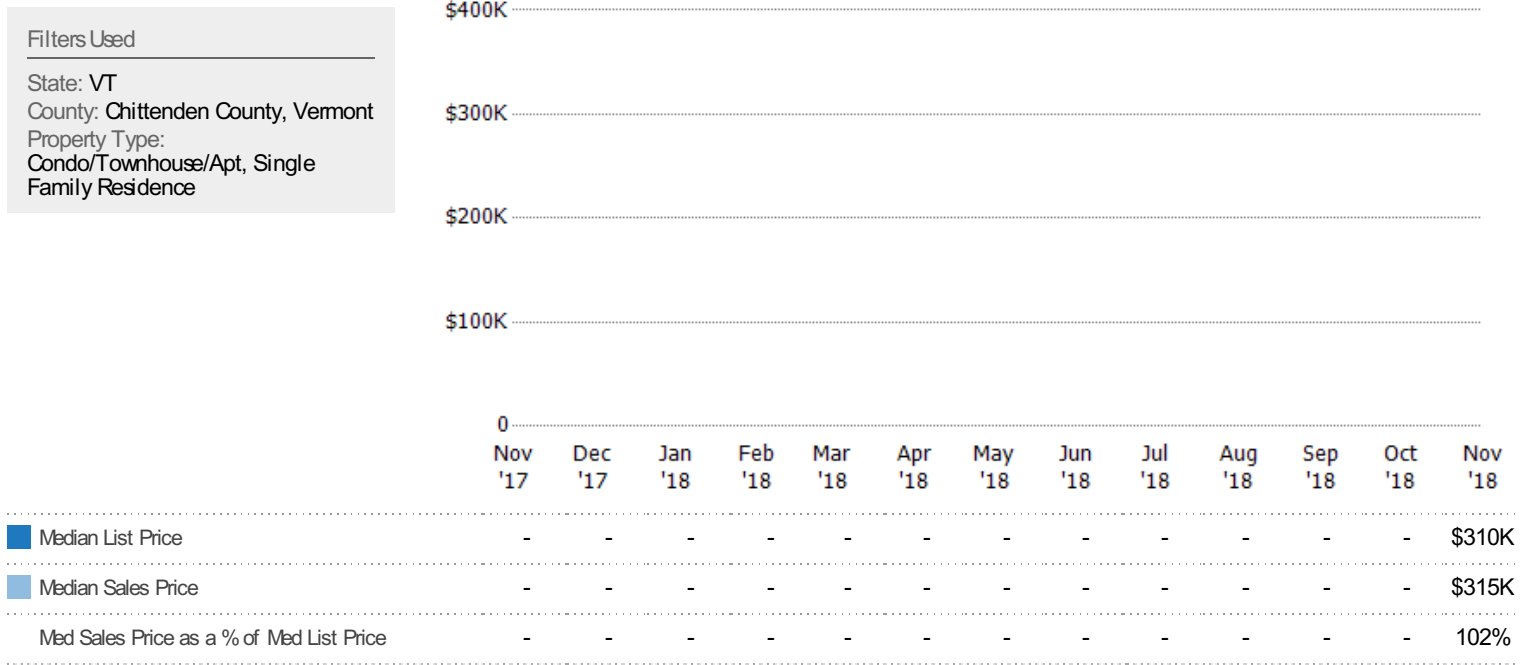 Filters Used
State: VT
County: Chittenden County, Vermont
Property Type:
Condo/Townhouse/Apt, Single
Family Residence
$400K
$300K
$200K
$100K
0
Nov Dec Jan Feb Mar Apr May Jun Jul Aug Sep Oct Nov
'17 '17 '18 '18 '18 '18 '18 '18 '18 '18 '18 '18 '18
Median List Price - - - - - - - - - - - - $310K
Median Sales Price - - - - - - - - - - - - $315K
Med Sales Price as a % of Med List Price - - - - - - - - - - - - 102%